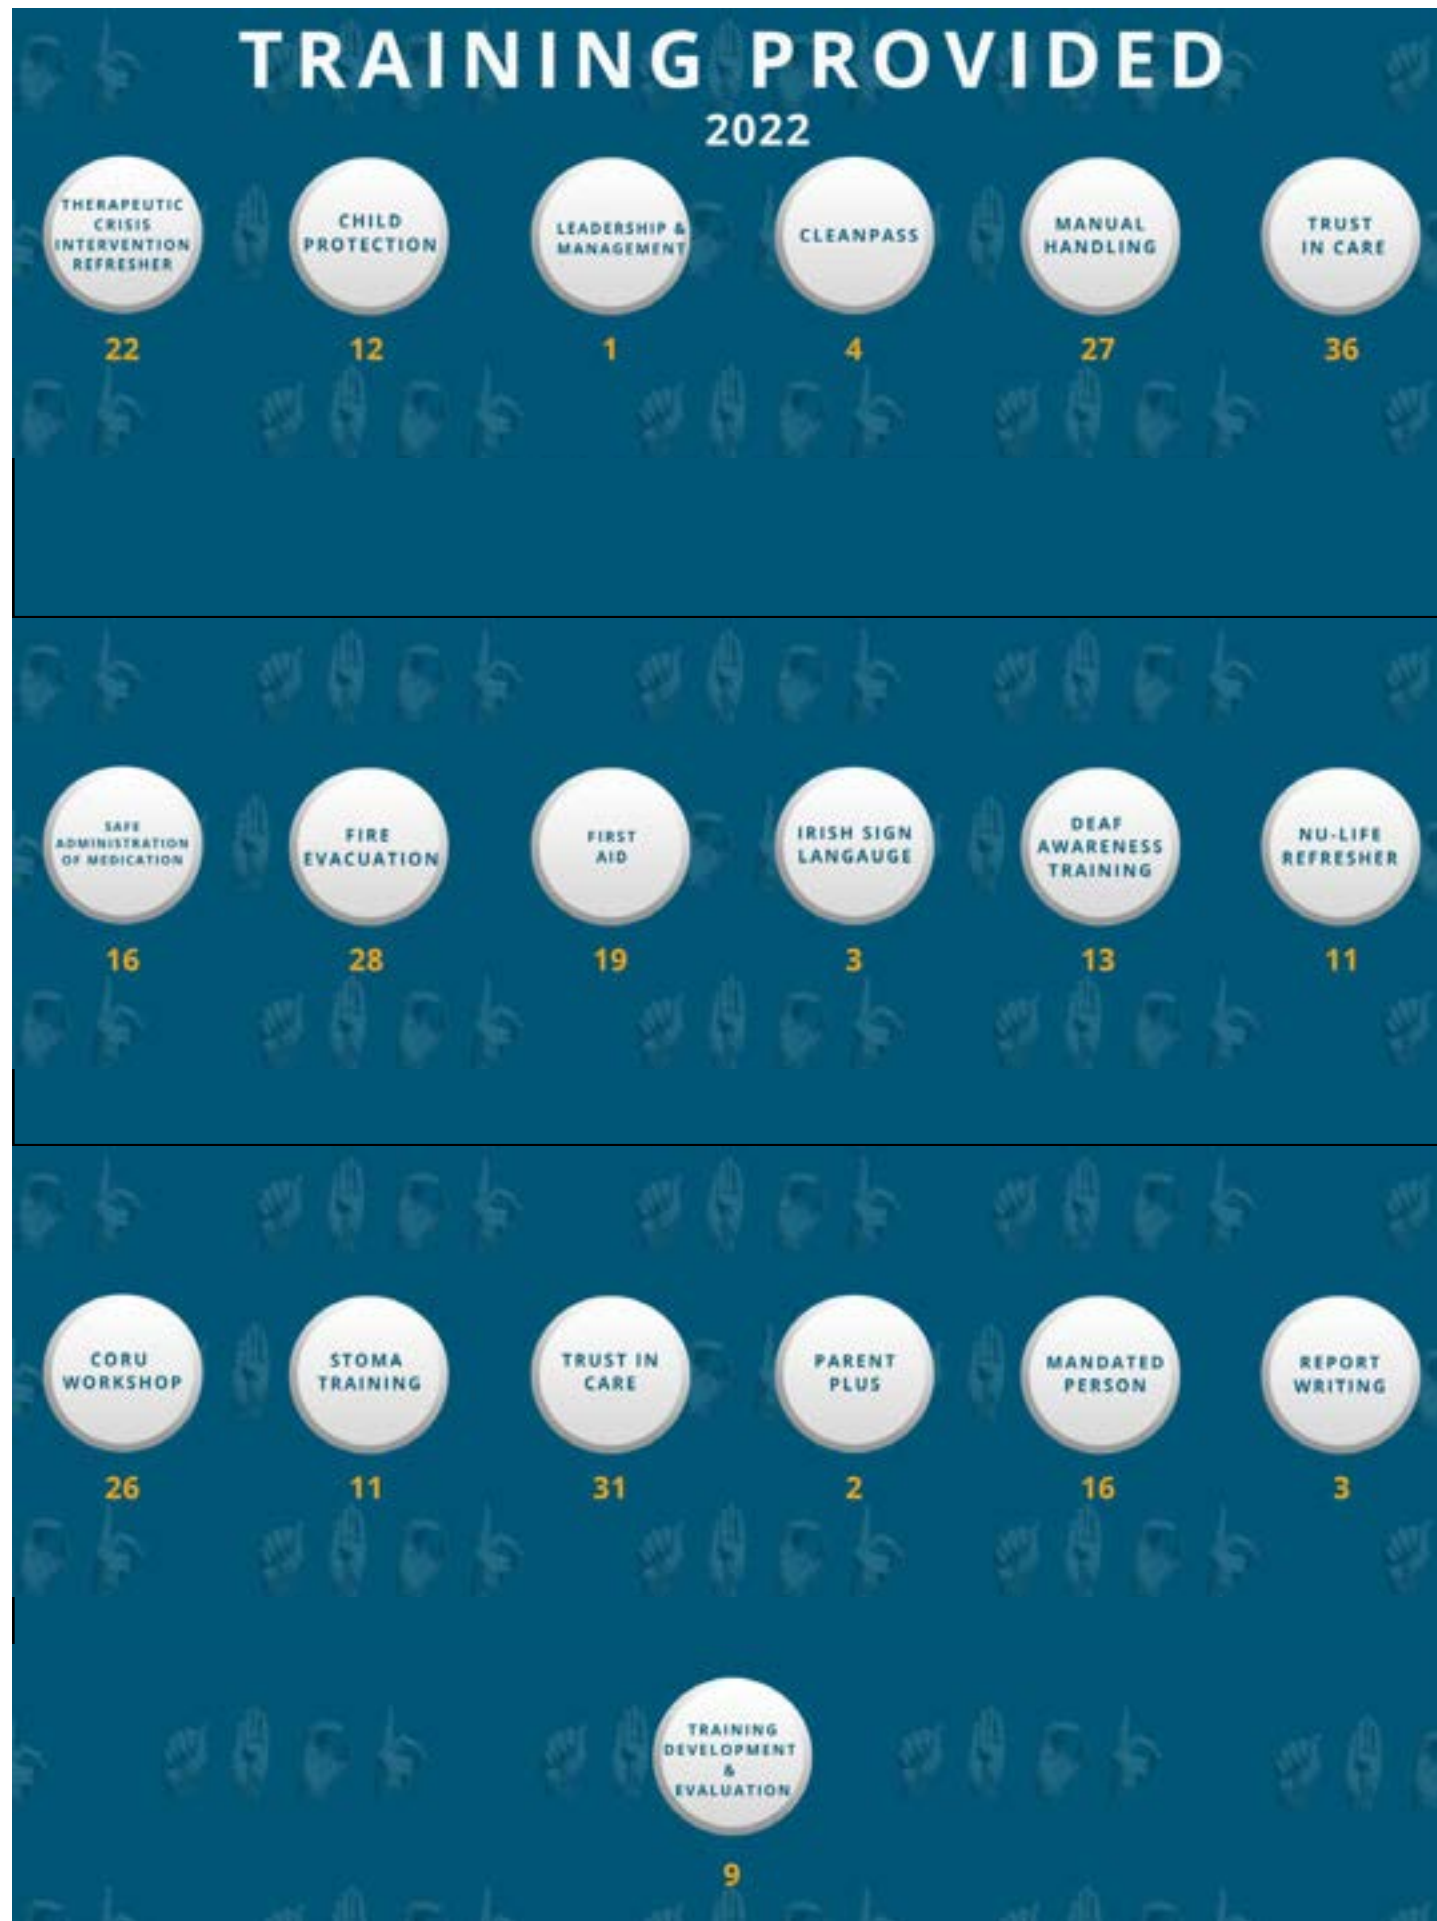 TRAINING PROVIDED
2022
THERAPEUTIC
CRISIS
INTERVENTION
REFRESHER
22
CHILD
PROTECTION
12
LEADERSHIP &
MANAGEMENT
1
CLEANPASS
4
MANUAL
HANDLING
27
TRUST
IN CARE
36
SAFE
ADMINISTRATION
OF MEDICATION
16
FIRE
EVACUATION
28
FIRST
AID
19
IRISH SIGN
LANGAUGE
3
DEAF
AWARENESS
TRAINING
13
NU-LIFE
REFRESHER
11
CORU
WORKSHOP
26
STOMA
TRAINING
11
TRUST IN
CARE
31
PARENT
PLUS
2
MANDATED
PERSON
16
REPORT
WRITING
3
TRAINING
DEVELOPMENT
&
EVALUATION
9